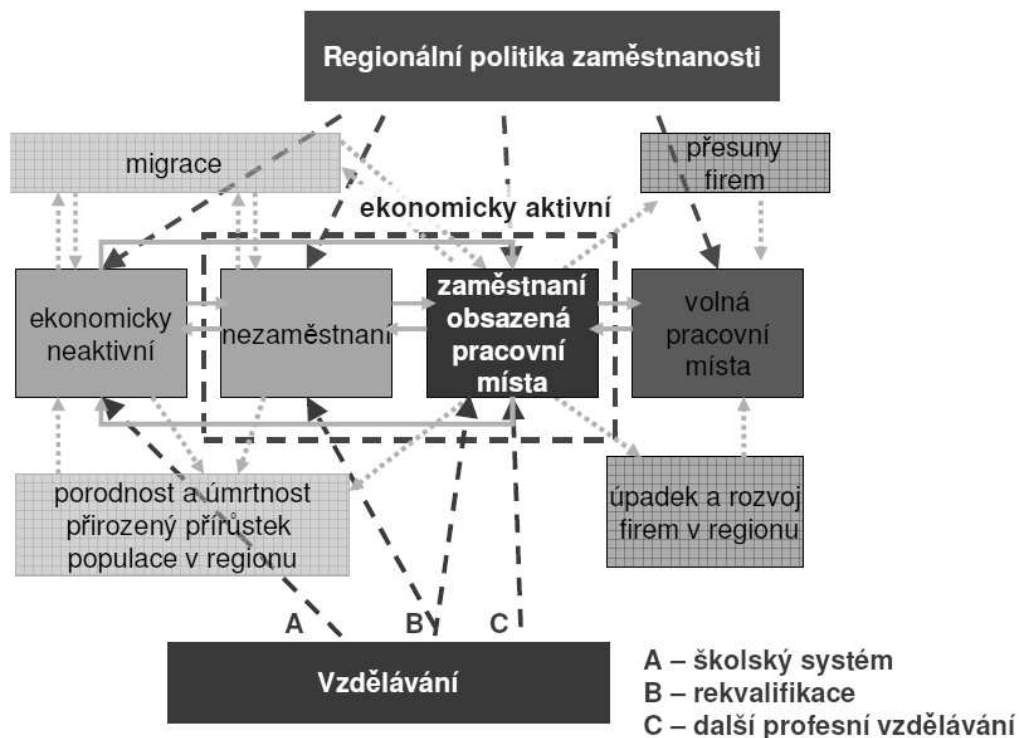 Regionální politika zaměstnanosti
migrace
přesuny
firem
ekonomicky aktivní
ekonomicky
neaktivní
nezaměstnaní
zaměstnaní
obsazená
pracovní
místa
volná
pracovní
místa
porodnost a úmrtnost
přirozený přírůstek
populace v regionu
úpadek a rozvoj
firem v regionu
A
B
C
Vzdělávání
A – školský systém
B – rekvalifikace
C – další profesní vzdělávání